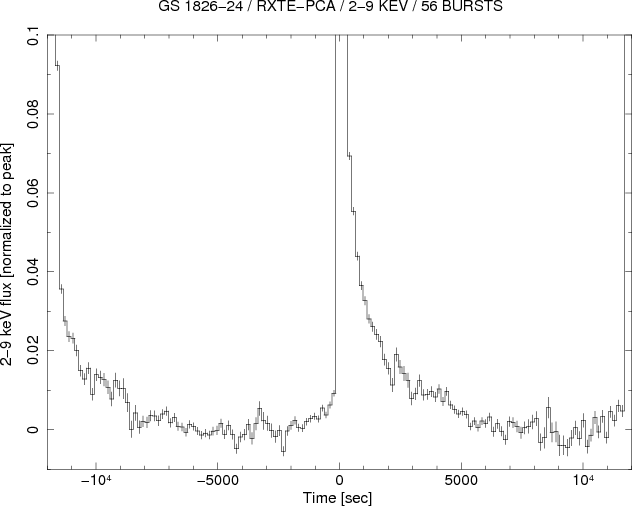 GS 1826−24 / RXTE−PCA / 2−9 KEV / 56 BURSTS
2−9 keV flux [normalized to peak]
0.1
0.08
0.06
0.04
0.02
0
−10⁴ −5000 0 5000 10⁴
Time [sec]